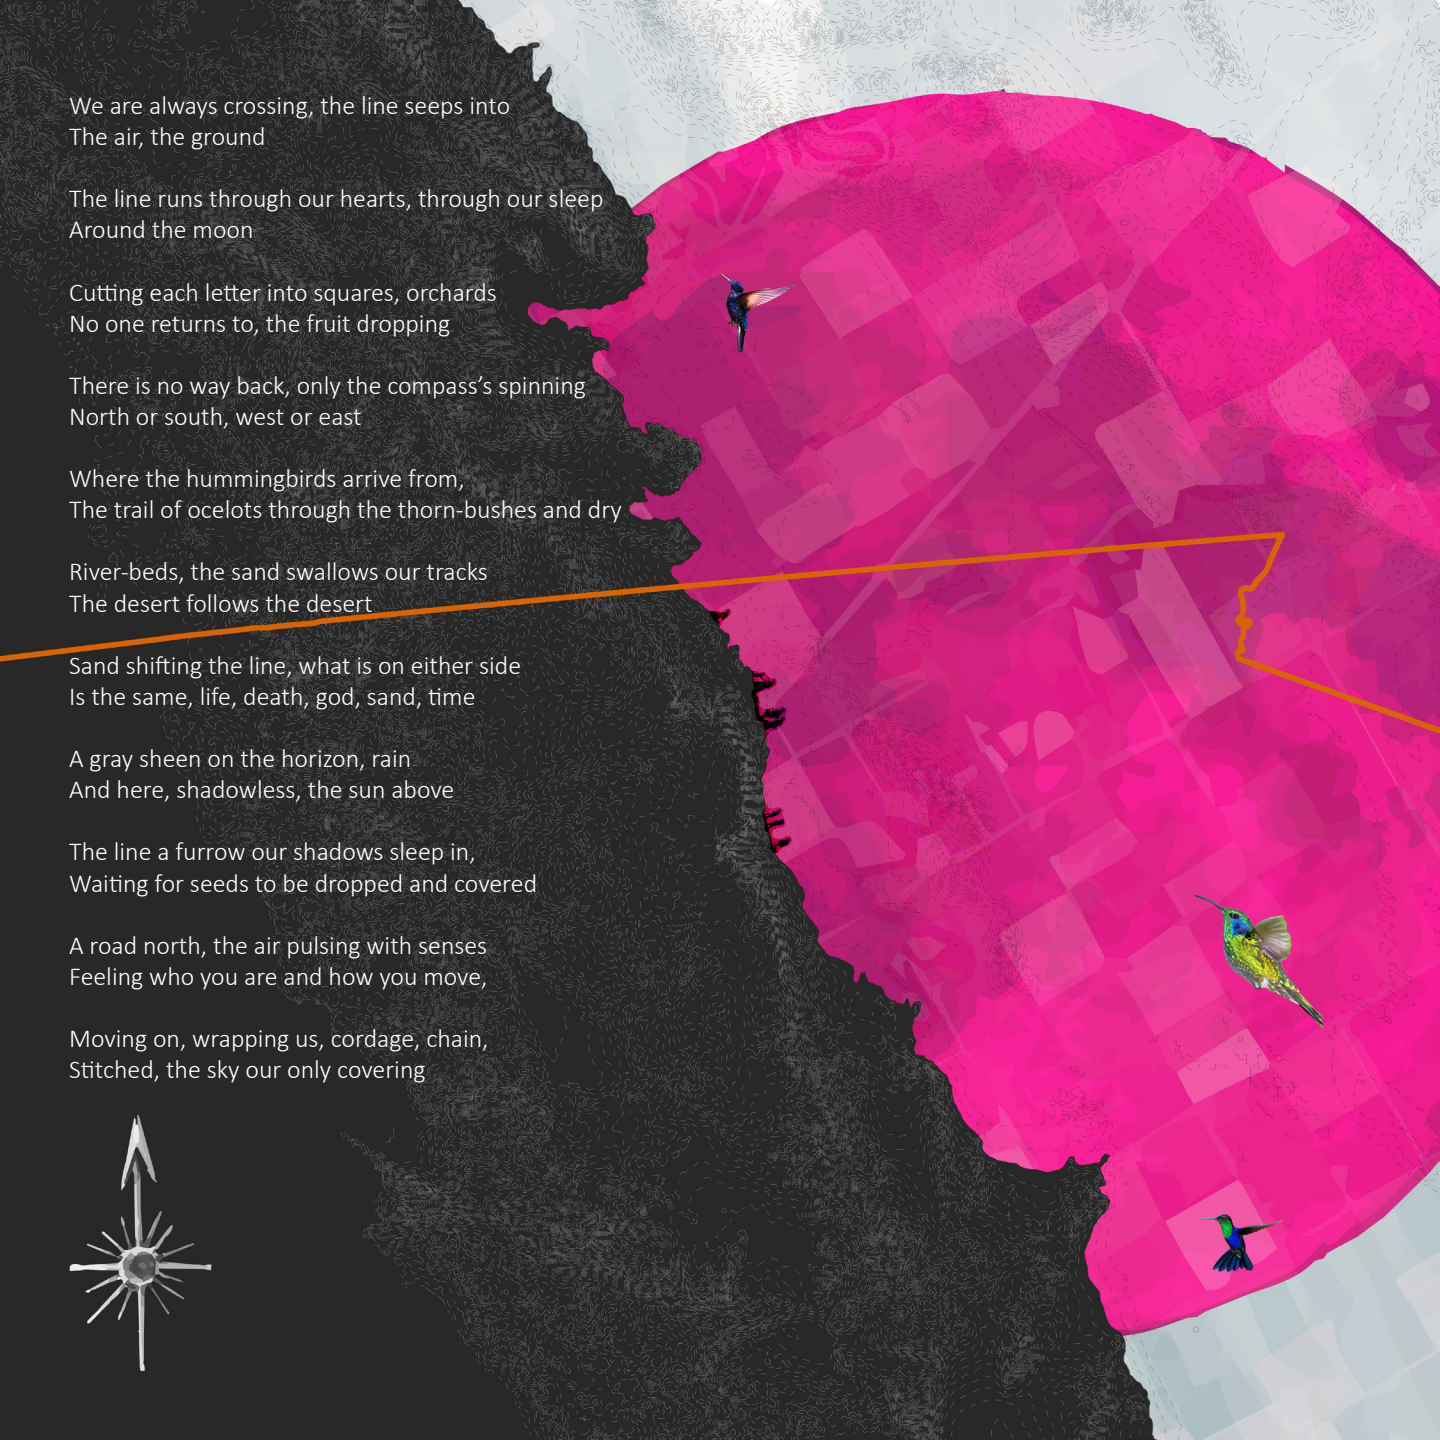 We are always crossing, the line seeps into
The air, the ground
The line runs through our hearts, through our sleep
Around the moon
Cutting each letter into squares, orchards
No one returns to, the fruit dropping
There is no way back, only the compass’s spinning
North or south, west or east
Where the hummingbirds arrive from,
The trail of ocelots through the thorn-bushes and dry
River-beds, the sand swallows our tracks
The desert follows the desert
Sand shifting the line, what is on either side
Is the same, life, death, god, sand, time
A gray sheen on the horizon, rain
And here, shadowless, the sun above
The line a furrow our shadows sleep in,
Waiting for seeds to be dropped and covered
A road north, the air pulsing with senses
Feeling who you are and how you move,
Moving on, wrapping us, cordage, chain,
Stitched, the sky our only covering